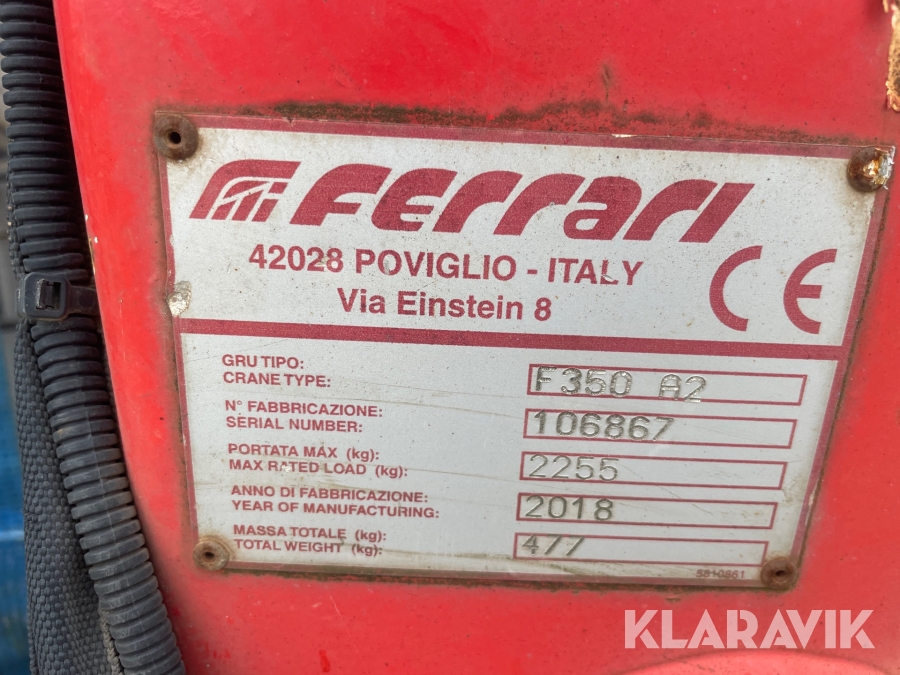 Ferrari
42028 POVIGLIO - ITALY
Via Einstein 8
CE
GRU TIPO:
CRANE TYPE: F350 A2
N° FABBRICAZIONE:
SERIAL NUMBER: 106867
PORTATA MAX (kg):
MAX RATED LOAD (kg): 2255
ANNO DI FABBRICAZIONE:
YEAR OF MANUFACTURING: 2018
MASSA TOTALE (kg):
TOTAL WEIGHT (kg): 477
5810861
KLARAVIK